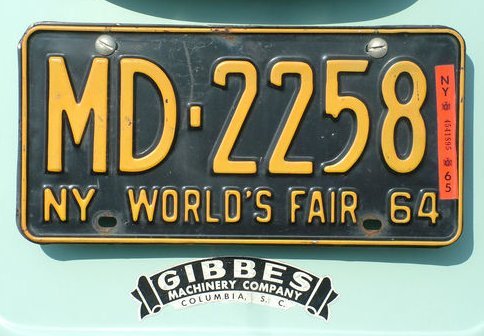 MD-2258
NY 65
NY WORLD'S FAIR 64
GIBBES
MACHINERY COMPANY
COLUMBIA, S. C.